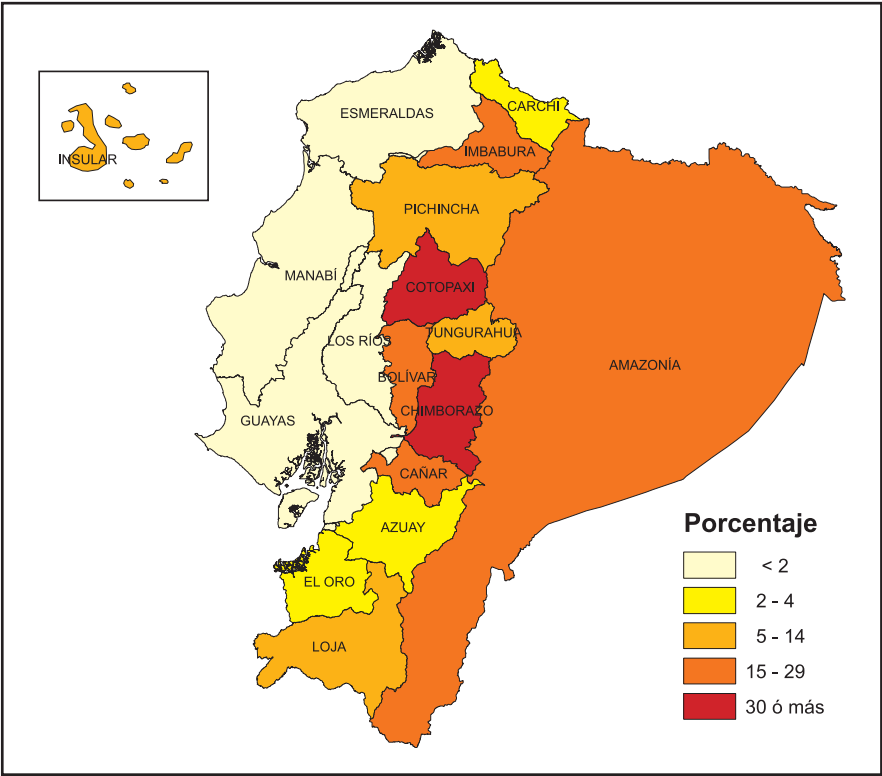 ESMERALDAS
CARCHI
IMBABURA
INSULAR
PICHINCHA
MANABÍ
COTOPAXI
LOS RÍOS
TUNGURAHUA
AMAZONÍA
BOLÍVAR
CHIMBORAZO
GUAYAS
CAÑAR
AZUAY
EL ORO
LOJA
Porcentaje
< 2
2 - 4
5 - 14
15 - 29
30 ó más